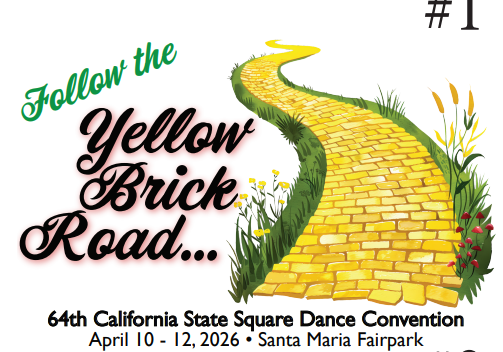 #1
Follow the
Yellow
Brick
Road...
64th California State Square Dance Convention
April 10 - 12, 2026 • Santa Maria Fairpark